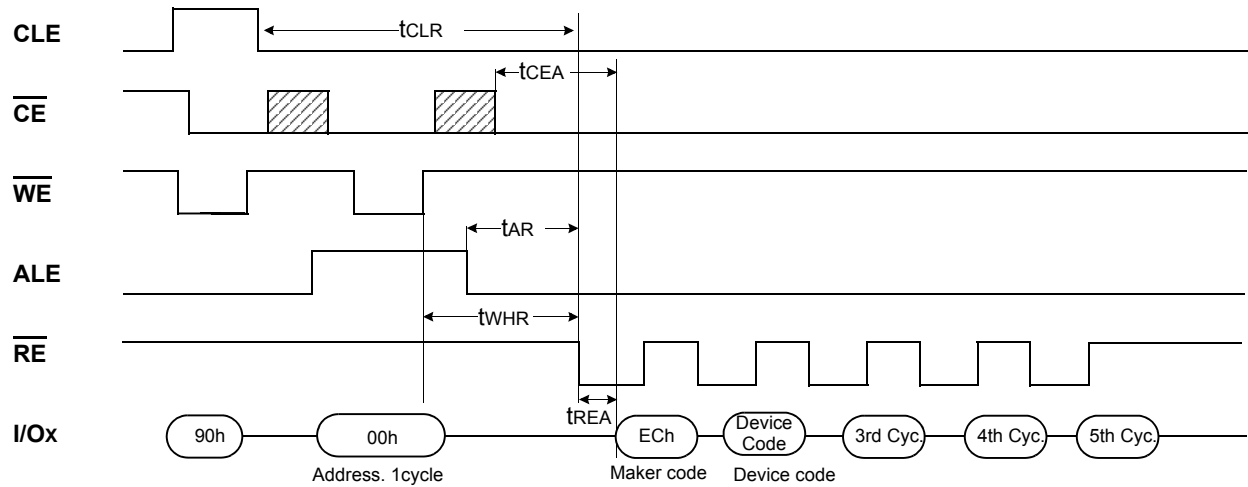 CLE
tCLR
tCEA
CE
WE
tAR
ALE
tWHR
RE
tREA
I/Ox
90h
00h
ECh
Device
Code
3rd Cyc.
4th Cyc.
5th Cyc.
Address. 1cycle
Maker code
Device code